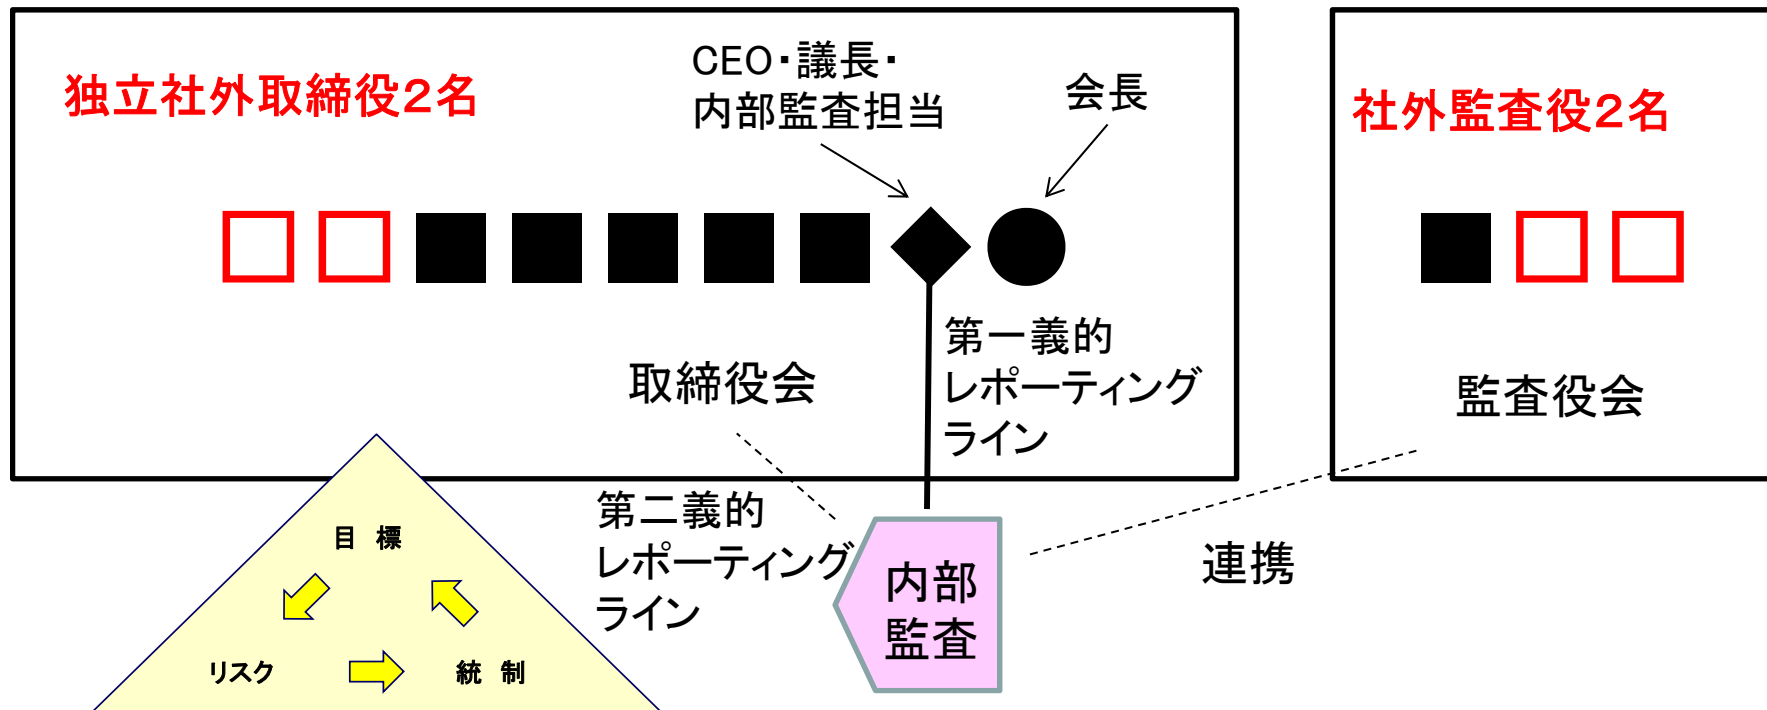 独立社外取締役2名
CEO・議長・
内部監査担当
会長
社外監査役2名
第一義的
レポーティング
ライン
取締役会
監査役会
第二義的
レポーティング
ライン
目 標
リスク
統 制
内部
監査
連携